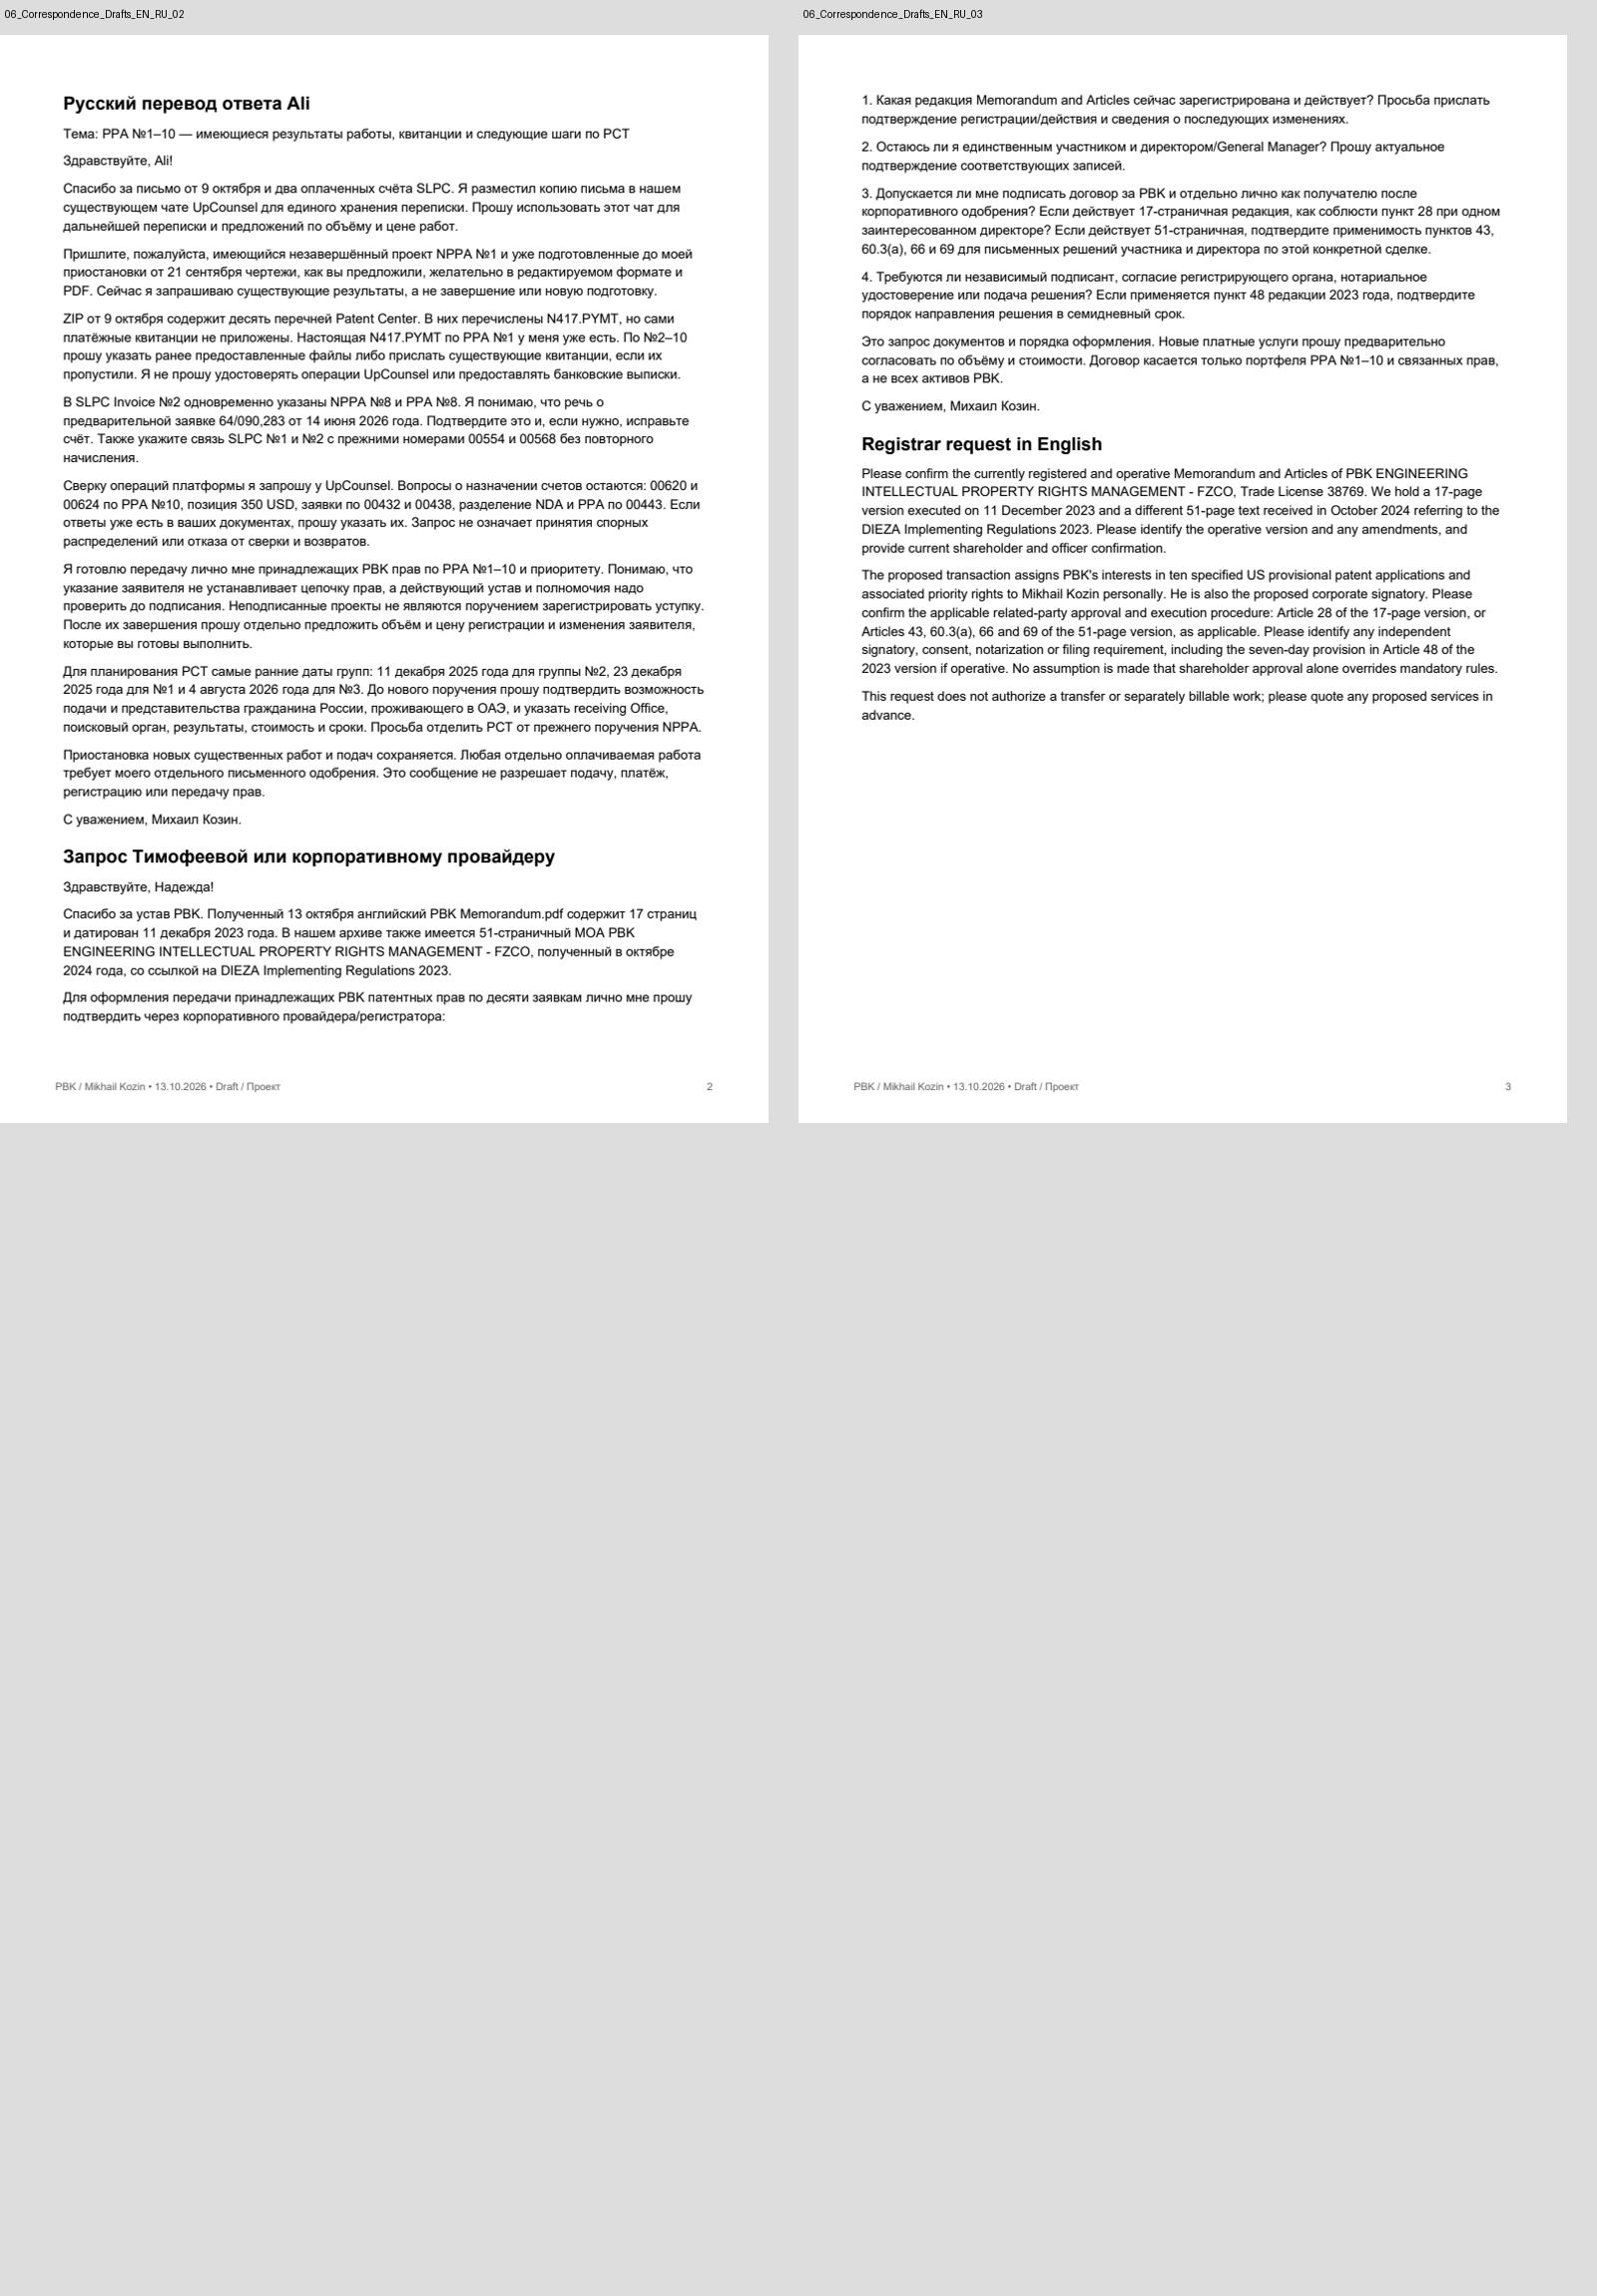 06_Correspondence_Drafts_EN_RU_02
Русский перевод ответа Ali
Тема: PPA №1–10 — имеющиеся результаты работы, квитанции и следующие шаги по PCT
Здравствуйте, Ali!
Спасибо за письмо от 9 октября и два оплаченных счёта SLPC. Я разместил копию письма в нашем
существующем чате UpCounsel для единого хранения переписки. Прошу использовать этот чат для
дальнейшей переписки и предложений по объёму и цене работ.
Пришлите, пожалуйста, имеющийся незавершённый проект NPPA №1 и уже подготовленные до моей
приостановки от 21 сентября чертежи, как вы предложили, желательно в редактируемом формате и
PDF. Сейчас я запрашиваю существующие результаты, а не завершение или новую подготовку.
ZIP от 9 октября содержит десять перечней Patent Center. В них перечислены N417.PYMT, но сами
платёжные квитанции не приложены. Настоящая N417.PYMT по PPA №1 у меня уже есть. По №2–10
прошу указать ранее предоставленные файлы либо прислать существующие квитанции, если их
пропустили. Я не прошу удостоверять операции UpCounsel или предоставлять банковские выписки.
В SLPC Invoice №2 одновременно указаны NPPA №8 и PPA №8. Я понимаю, что речь о
предварительной заявке 64/090,283 от 14 июня 2026 года. Подтвердите это и, если нужно, исправьте
счёт. Также укажите связь SLPC №1 и №2 с прежними номерами 00554 и 00568 без повторного
начисления.
Сверку операций платформы я запрошу у UpCounsel. Вопросы о назначении счетов остаются: 00620 и
00624 по PPA №10, позиция 350 USD, заявки по 00432 и 00438, разделение NDA и PPA по 00443. Если
ответы уже есть в ваших документах, прошу указать их. Запрос не означает принятия спорных
распределений или отказа от сверки и возвратов.
Я готовлю передачу лично мне принадлежащих PBK прав по PPA №1–10 и приоритету. Понимаю, что
указание заявителя не устанавливает цепочку прав, а действующий устав и полномочия надо
проверить до подписания. Неподписанные проекты не являются поручением зарегистрировать уступку.
После их завершения прошу отдельно предложить объём и цену регистрации и изменения заявителя,
которые вы готовы выполнить.
Для планирования PCT самые ранние даты групп: 11 декабря 2025 года для группы №2, 23 декабря
2025 года для №1 и 4 августа 2026 года для №3. До нового поручения прошу подтвердить возможность
подачи и представительства гражданина России, проживающего в ОАЭ, и указать receiving Office,
поисковый орган, результаты, стоимость и сроки. Просьба отделить PCT от прежнего поручения NPPA.
Приостановка новых существенных работ и подач сохраняется. Любая отдельно оплачиваемая работа
требует моего отдельного письменного одобрения. Это сообщение не разрешает подачу, платёж,
регистрацию или передачу прав.
С уважением, Михаил Козин.
Запрос Тимофеевой или корпоративному провайдеру
Здравствуйте, Надежда!
Спасибо за устав PBK. Полученный 13 октября английский PBK Memorandum.pdf содержит 17 страниц
и датирован 11 декабря 2023 года. В нашем архиве также имеется 51-страничный MOA PBK
ENGINEERING INTELLECTUAL PROPERTY RIGHTS MANAGEMENT - FZCO, полученный в октябре
2024 года, со ссылкой на DIEZA Implementing Regulations 2023.
Для оформления передачи принадлежащих PBK патентных прав по десяти заявкам лично мне прошу
подтвердить через корпоративного провайдера/регистратора:
PBK / Mikhail Kozin • 13.10.2026 • Draft / Проект
2
06_Correspondence_Drafts_EN_RU_03
1. Какая редакция Memorandum and Articles сейчас зарегистрирована и действует? Просьба прислать
подтверждение регистрации/действия и сведения о последующих изменениях.
2. Остаюсь ли я единственным участником и директором/General Manager? Прошу актуальное
подтверждение соответствующих записей.
3. Допускается ли мне подписать договор за PBK и отдельно лично как получателю после
корпоративного одобрения? Если действует 17-страничная редакция, как соблюсти пункт 28 при одном
заинтересованном директоре? Если действует 51-страничная, подтвердите применимость пунктов 43,
60.3(a), 66 и 69 для письменных решений участника и директора по этой конкретной сделке.
4. Требуются ли независимый подписант, согласие регистрирующего органа, нотариальное
удостоверение или подача решения? Если применяется пункт 48 редакции 2023 года, подтвердите
порядок направления решения в семидневный срок.
Это запрос документов и порядка оформления. Новые платные услуги прошу предварительно
согласовать по объёму и стоимости. Договор касается только портфеля PPA №1–10 и связанных прав,
а не всех активов PBK.
С уважением, Михаил Козин.
Registrar request in English
Please confirm the currently registered and operative Memorandum and Articles of PBK ENGINEERING
INTELLECTUAL PROPERTY RIGHTS MANAGEMENT - FZCO, Trade License 38769. We hold a 17-page
version executed on 11 December 2023 and a different 51-page text received in October 2024 referring to the
DIEZA Implementing Regulations 2023. Please identify the operative version and any amendments, and
provide current shareholder and officer confirmation.
The proposed transaction assigns PBK's interests in ten specified US provisional patent applications and
associated priority rights to Mikhail Kozin personally. He is also the proposed corporate signatory. Please
confirm the applicable related-party approval and execution procedure: Article 28 of the 17-page version, or
Articles 43, 60.3(a), 66 and 69 of the 51-page version, as applicable. Please identify any independent
signatory, consent, notarization or filing requirement, including the seven-day provision in Article 48 of the
2023 version if operative. No assumption is made that shareholder approval alone overrides mandatory rules.
This request does not authorize a transfer or separately billable work; please quote any proposed services in
advance.
PBK / Mikhail Kozin • 13.10.2026 • Draft / Проект
3